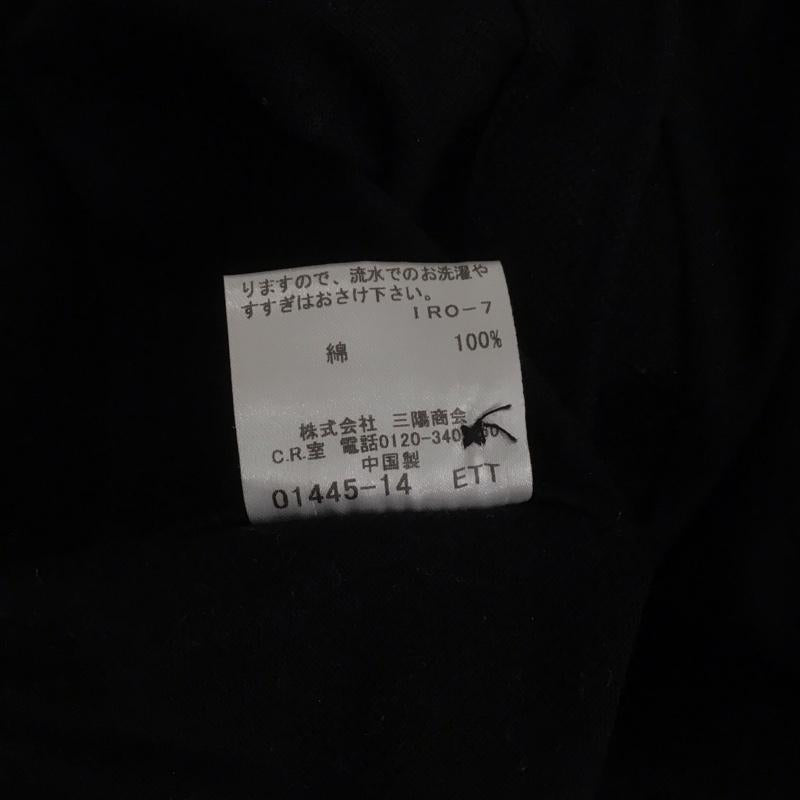 りますので、流水でのお洗濯や
すすぎはおさけ下さい。
IRO-7
綿 100%
株式会社 三陽商会
C.R.室 電話0120-340
中国製
01445-14 ETT